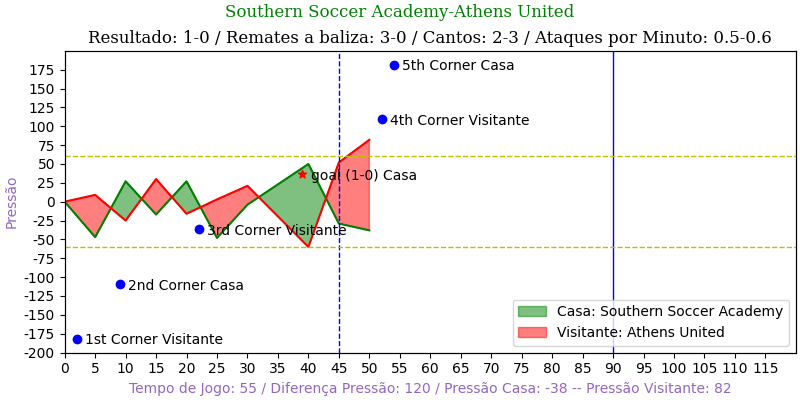 Southern Soccer Academy-Athens United
Resultado: 1-0 / Remates a baliza: 3-0 / Cantos: 2-3 / Ataques por Minuto: 0.5-0.6
Pressão
175
150
125
100
75
50
25
0
-25
-50
-75
-100
-125
-150
-175
-200
5th Corner Casa
4th Corner Visitante
goal (1-0) Casa
3rd Corner Visitante
2nd Corner Casa
1st Corner Visitante
Casa: Southern Soccer Academy
Visitante: Athens United
0 5 10 15 20 25 30 35 40 45 50 55 60 65 70 75 80 85 90 95 100 105 110 115
Tempo de Jogo: 55 / Diferença Pressão: 120 / Pressão Casa: -38 -- Pressão Visitante: 82